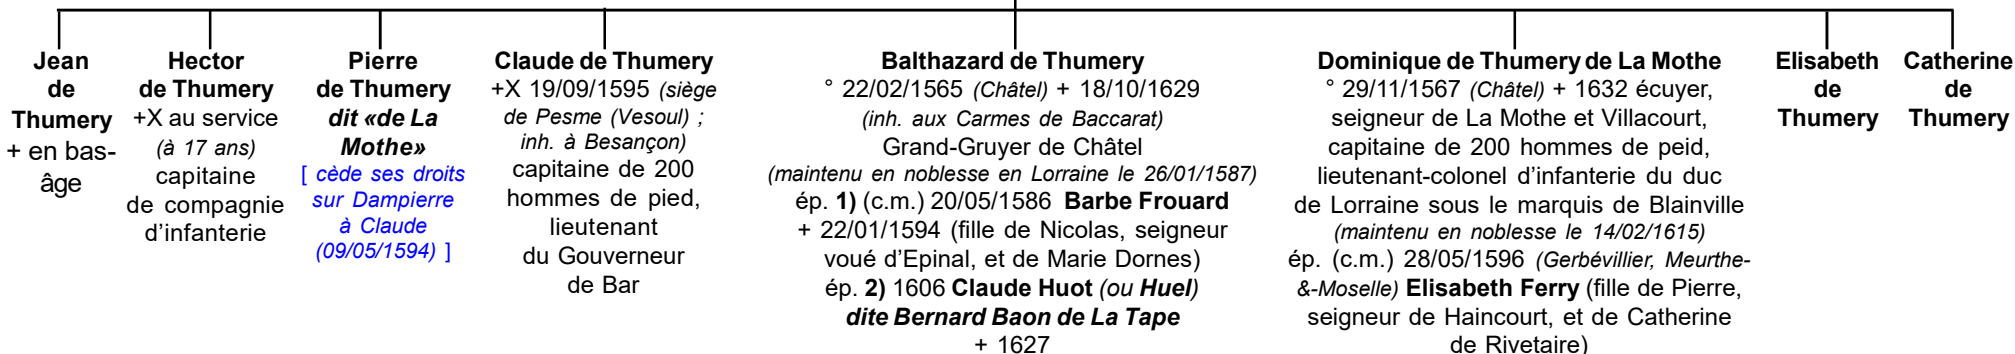 Jean
de
Thumery
+ en bas-
âge
Hector
de Thumery
+X au service
(à 17 ans)
capitaine
de compagnie
d’infanterie
Pierre
de Thumery
dit «de La
Mothe»
[ cède ses droits
sur Dampierre
à Claude
(09/05/1594) ]
Claude de Thumery
+X 19/09/1595 (siège
de Pesme (Vesoul) ;
inh. à Besançon)
capitaine de 200
hommes de pied,
lieutenant
du Gouverneur
de Bar
Balthazard de Thumery
° 22/02/1565 (Châtel) + 18/10/1629
(inh. aux Carmes de Baccarat)
Grand-Gruyer de Châtel
(maintenu en noblesse en Lorraine le 26/01/1587)
ép. 1) (c.m.) 20/05/1586 Barbe Frouard
+ 22/01/1594 (fille de Nicolas, seigneur
voué d’Epinal, et de Marie Dornes)
ép. 2) 1606 Claude Huot (ou Huel)
dite Bernard Baon de La Tape
+ 1627
Dominique de Thumery de La Mothe
° 29/11/1567 (Châtel) + 1632 écuyer,
seigneur de La Mothe et Villacourt,
capitaine de 200 hommes de peid,
lieutenant-colonel d’infanterie du duc
de Lorraine sous le marquis de Blainville
(maintenu en noblesse le 14/02/1615)
ép. (c.m.) 28/05/1596 (Gerbévillier, Meurthe-
&-Moselle) Elisabeth Ferry (fille de Pierre,
seigneur de Haincourt, et de Catherine
de Rivetaire)
Elisabeth
de
Thumery
Catherine
de
Thumery